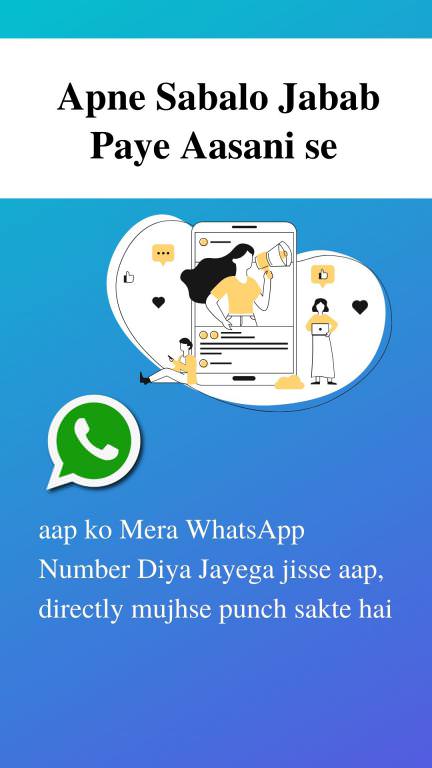 Apne Sabalo Jabab
Paye Aasani se
aap ko Mera WhatsApp
Number Diya Jayega jisse aap,
directly mujhse punch sakte hai